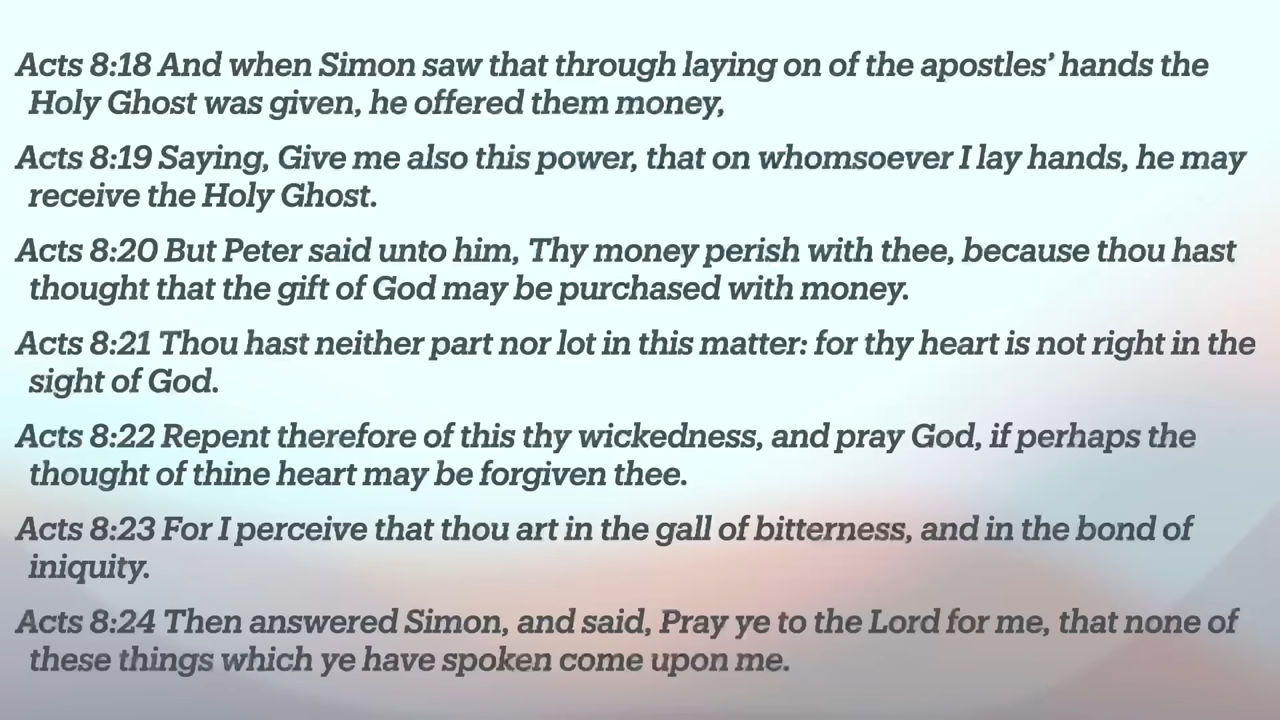 Acts 8:18 And when Simon saw that through laying on of the apostles’ hands the
Holy Ghost was given, he offered them money,
Acts 8:19 Saying, Give me also this power, that on whomsoever I lay hands, he may
receive the Holy Ghost.
Acts 8:20 But Peter said unto him, Thy money perish with thee, because thou hast
thought that the gift of God may be purchased with money.
Acts 8:21 Thou hast neither part nor lot in this matter: for thy heart is not right in the
sight of God.
Acts 8:22 Repent therefore of this thy wickedness, and pray God, if perhaps the
thought of thine heart may be forgiven thee.
Acts 8:23 For I perceive that thou art in the gall of bitterness, and in the bond of
iniquity.
Acts 8:24 Then answered Simon, and said, Pray ye to the Lord for me, that none of
these things which ye have spoken come upon me.